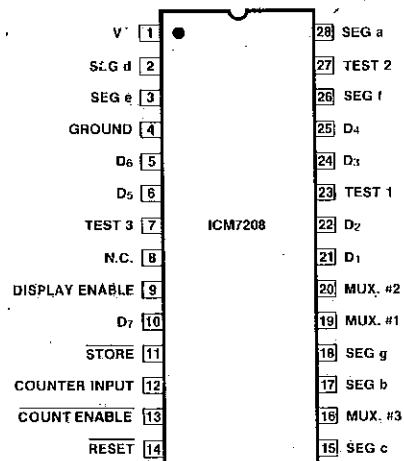 V+ 1
SEG d 2
SEG e 3
GROUND 4
D6 5
D5 6
TEST 3 7
N.C. 8
DISPLAY ENABLE 9
D7 10
STORE 11
COUNTER INPUT 12
COUNT ENABLE 13
RESET 14
ICM7208
28 SEG a
27 TEST 2
26 SEG f
25 D4
24 D3
23 TEST 1
22 D2
21 D1
20 MUX. #2
19 MUX. #1
18 SEG g
17 SEG b
16 MUX. #3
15 SEG c